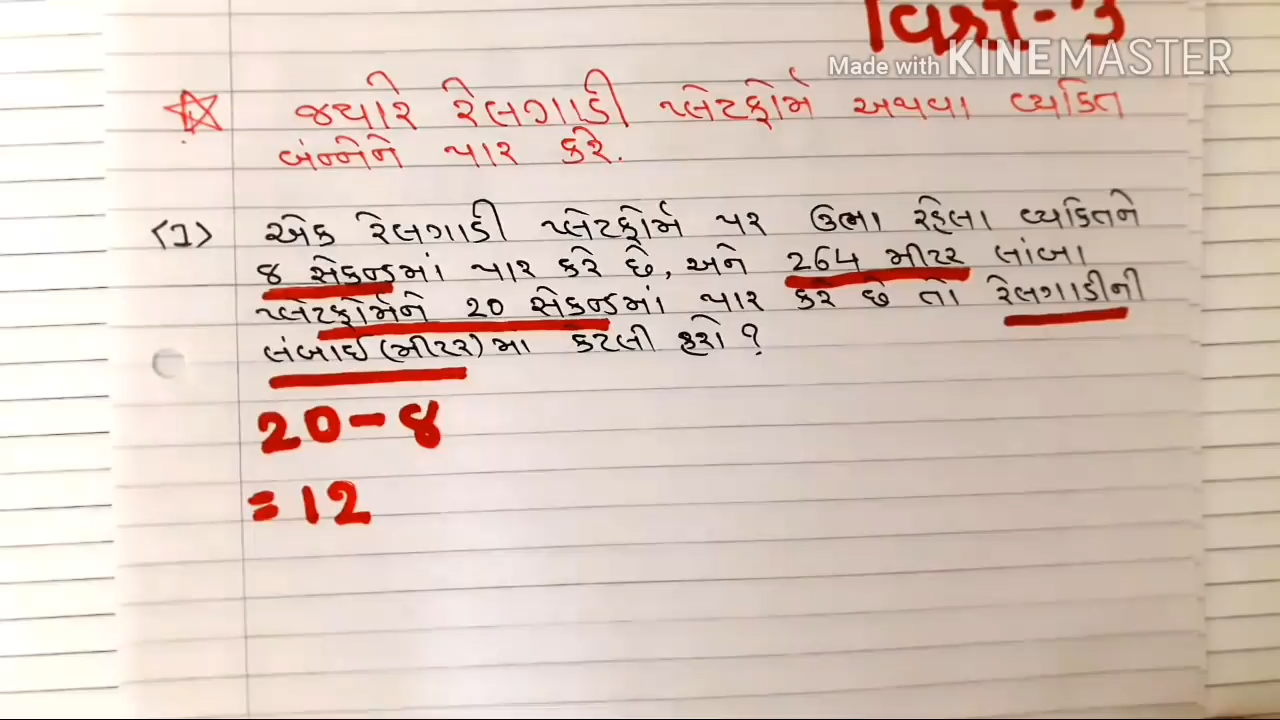 વિભાગ-૩
Made with KINEMASTER
જ્યારે રેલગાડી પ્લેટફોર્મ અથવા વ્યકિત
બંન્નેને પાર કરે.
<1> એક રેલગાડી પ્લેટફોર્મ પર ઉભા રહેલા વ્યકિતને
8 સેકન્ડમાં પાર કરે છે, અને 264 મીટર લાંબા
પ્લેટફોર્મને 20 સેકન્ડમાં પાર કરે છે તો રેલગાડીની
લંબાઈ(મીટર)મા કેટલી હશે ?
20-8
=12